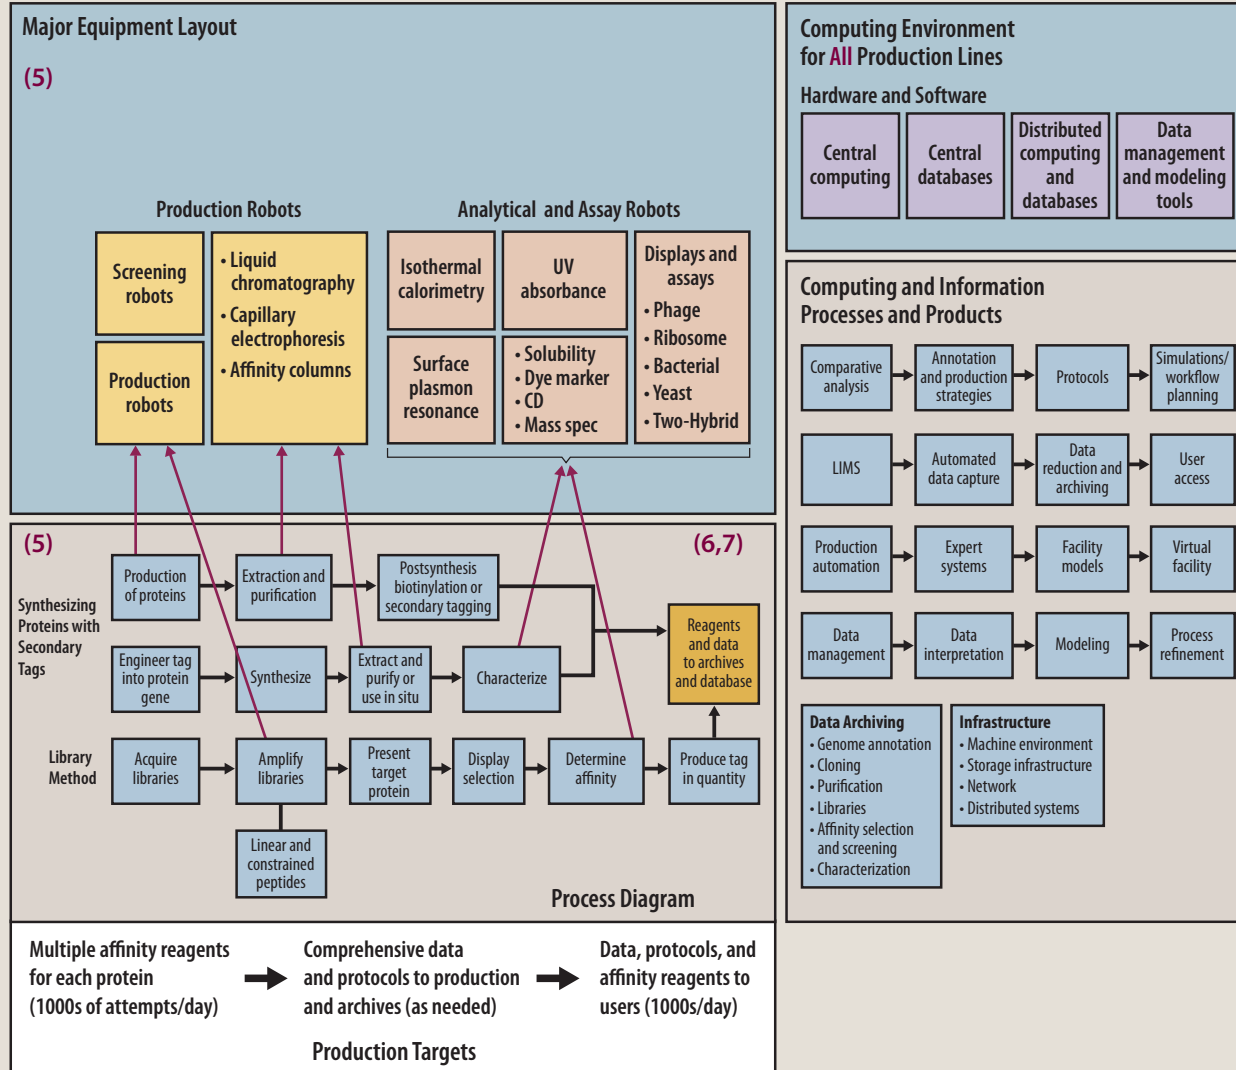 Major Equipment Layout
(5)
Production Robots
Screening
robots
Production
robots
• Liquid
chromatography
• Capillary
electrophoresis
• Affinity columns
Analytical and Assay Robots
Isothermal
calorimetry
UV
absorbance
Surface
plasmon
resonance
• Solubility
• Dye marker
• CD
• Mass spec
Displays and
assays
• Phage
• Ribosome
• Bacterial
• Yeast
• Two-Hybrid
(5)
(6,7)
Synthesizing
Proteins with
Secondary
Tags
Production
of proteins
Extraction and
purification
Postsynthesis
biotinylation or
secondary tagging
Engineer tag
into protein
gene
Synthesize
Extract and
purify or
use in situ
Characterize
Reagents
and data
to archives
and database
Library
Method
Acquire
libraries
Amplify
libraries
Present
target
protein
Display
selection
Determine
affinity
Produce tag
in quantity
Linear and
constrained
peptides
Process Diagram
Multiple affinity reagents
for each protein
(1000s of attempts/day)
Comprehensive data
and protocols to production
and archives (as needed)
Data, protocols, and
affinity reagents to
users (1000s/day)
Production Targets
Computing Environment
for All Production Lines
Hardware and Software
Central
computing
Central
databases
Distributed
computing
and
databases
Data
management
and modeling
tools
Computing and Information
Processes and Products
Comparative
analysis
Annotation
and production
strategies
Protocols
Simulations/
workflow
planning
LIMS
Automated
data capture
Data
reduction and
archiving
User
access
Production
automation
Expert
systems
Facility
models
Virtual
facility
Data
management
Data
interpretation
Modeling
Process
refinement
Data Archiving
• Genome annotation
• Cloning
• Purification
• Libraries
• Affinity selection
and screening
• Characterization
Infrastructure
• Machine environment
• Storage infrastructure
• Network
• Distributed systems